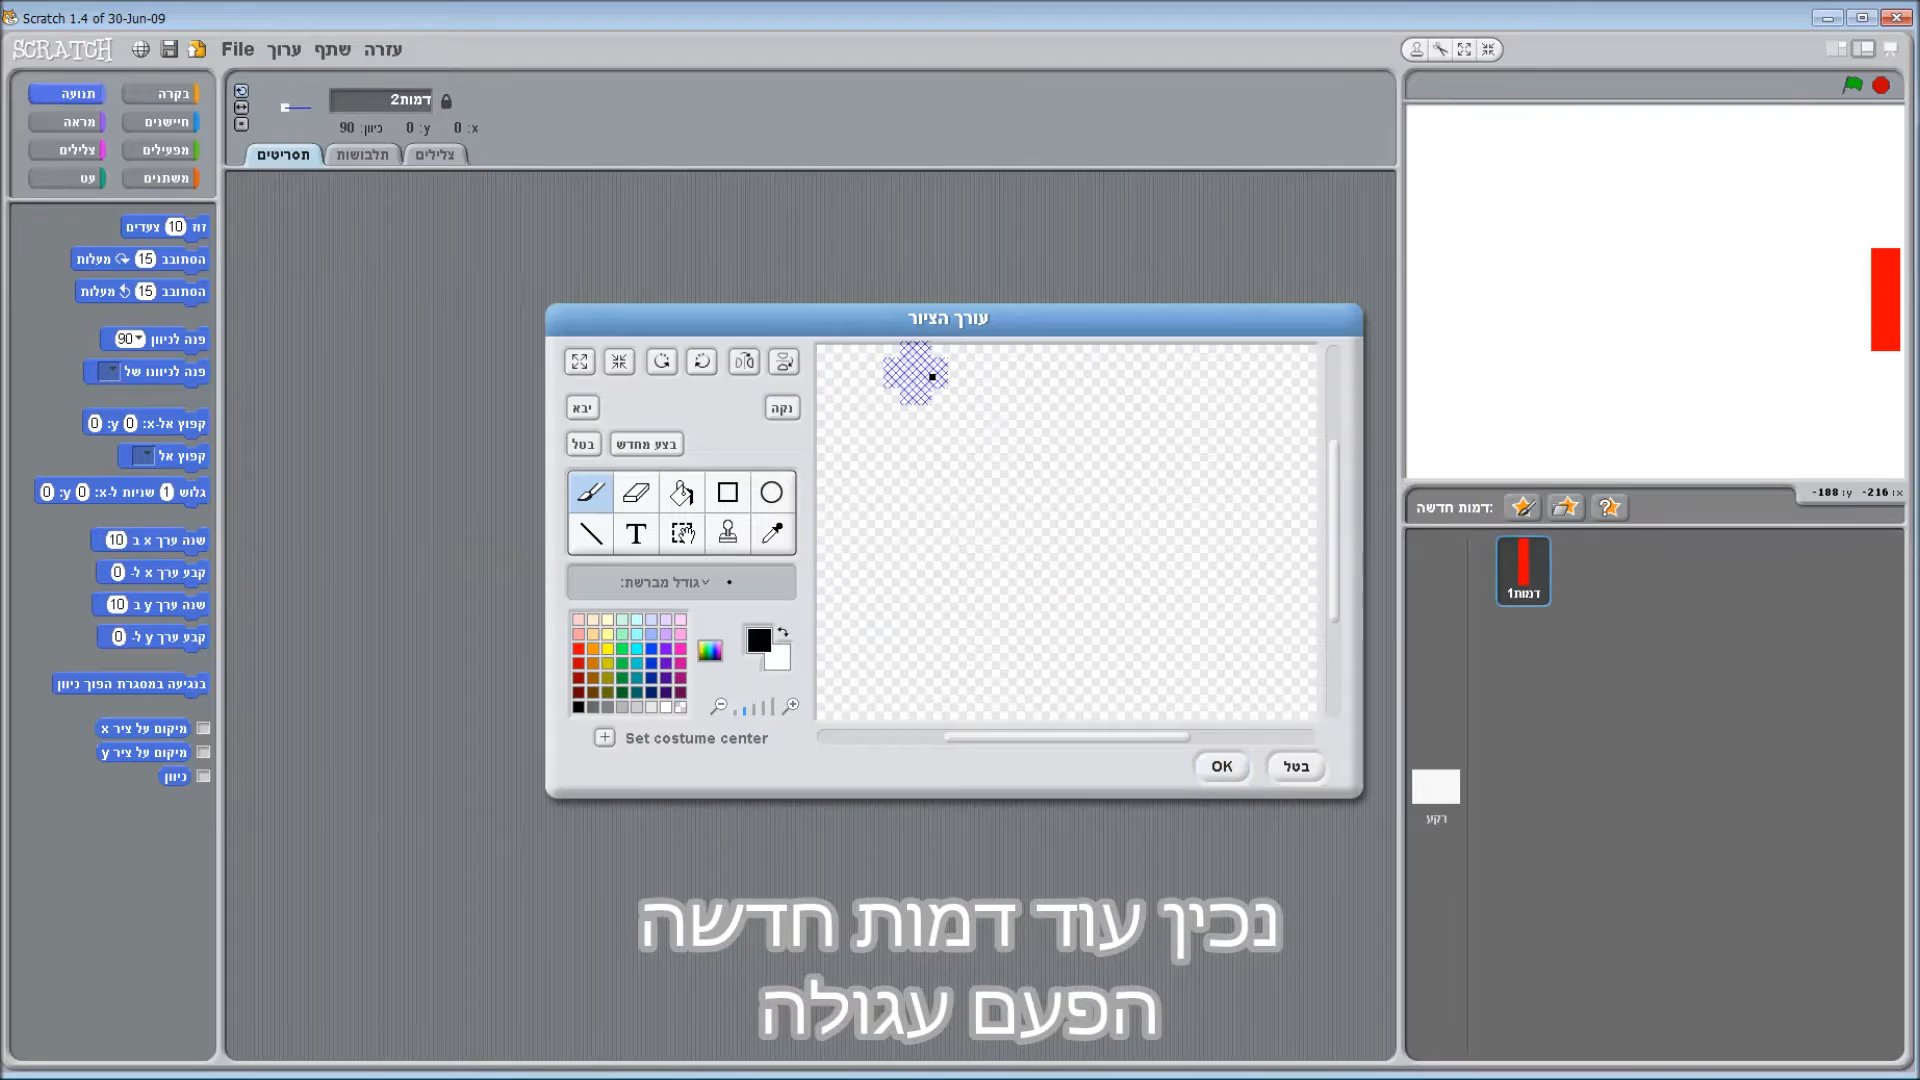 Scratch 1.4 of 30-Jun-09
SCRATCH
File ערוך שתף עזרה
תנועה בקרה
מראה חיישנים
צלילים מפעילים
עט משתנים
דמות2
x: 0 y: 0 כיוון: 90
תסריטים תלבושות צלילים
זוז 10 צעדים
הסתובב 15 מעלות
הסתובב 15 מעלות
פנה לכיוון 90
פנה לכיוונו של
קפוץ אל-x: 0 y: 0
קפוץ אל
גלוש 1 שניות ל-x: 0 y: 0
שנה ערך x ב 10
קבע ערך x ל- 0
שנה ערך y ב 10
קבע ערך y ל- 0
בנגיעה במסגרת הפוך כיוון
מיקום על ציר x
מיקום על ציר y
כיוון
עורך הציור
יבא נקה
בטל בצע מחדש
T
גודל מברשת:
Set costume center
OK בטל
x: -216 y: -188
דמות חדשה:
דמות1
רקע
נכין עוד דמות חדשה
הפעם עגולה